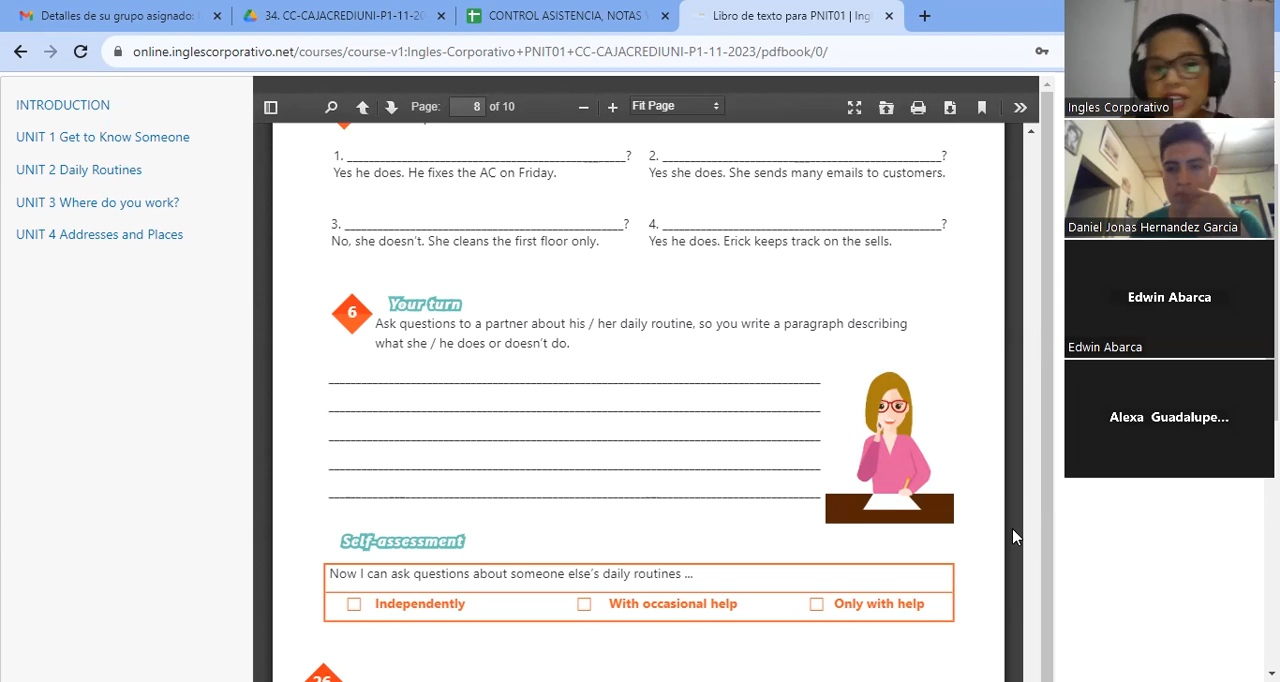 Detalles de su grupo asignado:
34. CC-CAJACREDIUNI-P1-11-20
CONTROL ASISTENCIA, NOTAS
Libro de texto para PNIT01 | Ing
online.inglescorporativo.net/courses/course-v1:Ingles-Corporativo+PNIT01+CC-CAJACREDIUNI-P1-11-2023/pdfbook/0/
INTRODUCTION
UNIT 1 Get to Know Someone
UNIT 2 Daily Routines
UNIT 3 Where do you work?
UNIT 4 Addresses and Places
Page: 8 of 10
Fit Page
1. ________________________________________?
Yes he does. He fixes the AC on Friday.
2. ________________________________________?
Yes she does. She sends many emails to customers.
3. ________________________________________?
No, she doesn't. She cleans the first floor only.
4. ________________________________________?
Yes he does. Erick keeps track on the sells.
6
Your turn
Ask questions to a partner about his / her daily routine, so you write a paragraph describing
what she / he does or doesn't do.
Self-assessment
Now I can ask questions about someone else's daily routines ...
Independently
With occasional help
Only with help
26
Ingles Corporativo
Daniel Jonas Hernandez Garcia
Edwin Abarca
Edwin Abarca
Alexa Guadalupe...